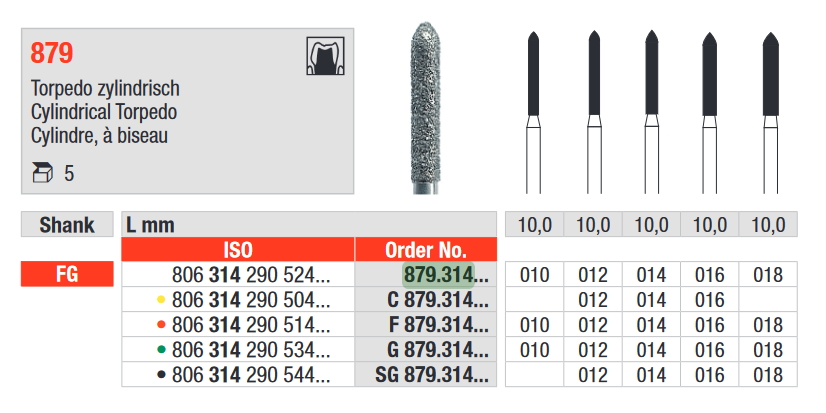 879
Torpedo zylindrisch
Cylindrical Torpedo
Cylindre, à biseau
5
Shank L mm 10,0 10,0 10,0 10,0 10,0
ISO Order No.
FG 806 314 290 524... 879.314... 010 012 014 016 018
806 314 290 504... C 879.314... 012 014 016
806 314 290 514... F 879.314... 010 012 014 016 018
806 314 290 534... G 879.314... 010 012 014 016 018
806 314 290 544... SG 879.314... 012 014 016 018